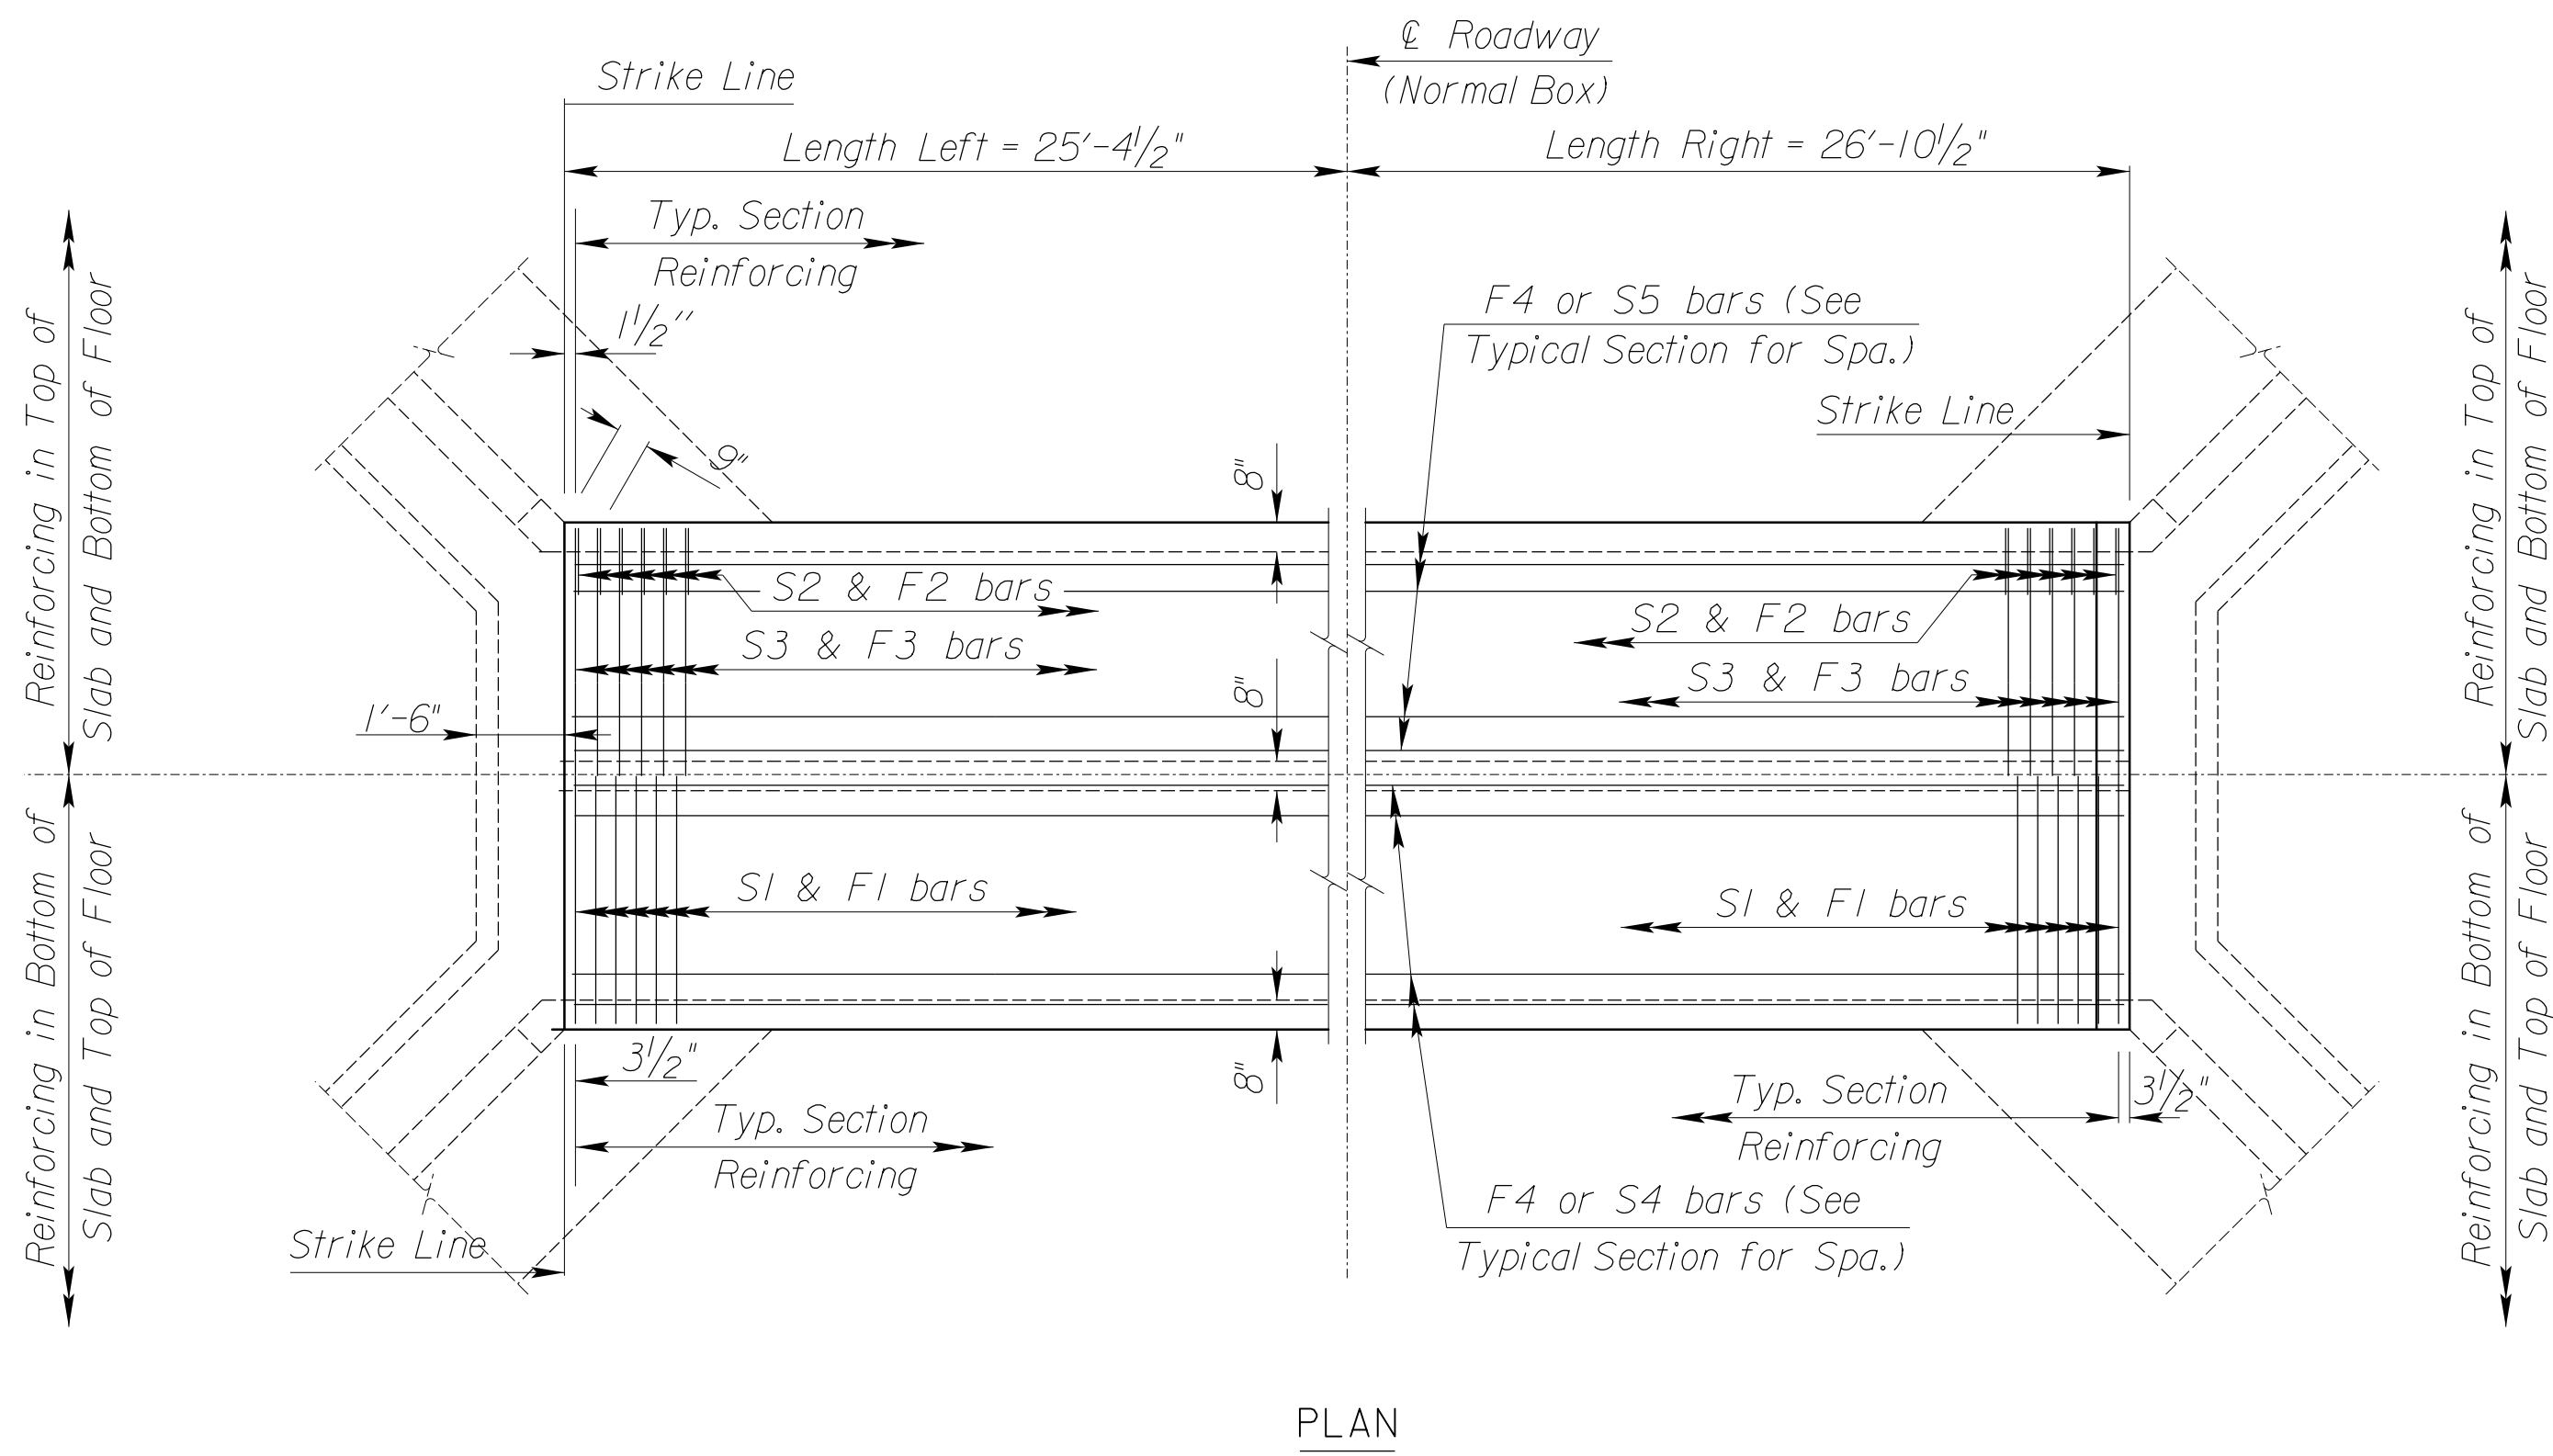 ℄ Roadway
(Normal Box)
Strike Line
Length Left = 25'-4½"
Length Right = 26'-10½"
Typ. Section
Reinforcing
1½''
9"
F4 or S5 bars (See
Typical Section for Spa.)
Strike Line
8"
Reinforcing in Top of
Slab and Bottom of Floor
Reinforcing in Top of
Slab and Bottom of Floor
S2 & F2 bars
S2 & F2 bars
S3 & F3 bars
S3 & F3 bars
8"
1'-6"
S1 & F1 bars
S1 & F1 bars
Reinforcing in Bottom of
Slab and Top of Floor
Reinforcing in Bottom of
Slab and Top of Floor
3½"
8"
Typ. Section
Reinforcing
Typ. Section
Reinforcing
3½"
F4 or S4 bars (See
Typical Section for Spa.)
Strike Line
PLAN